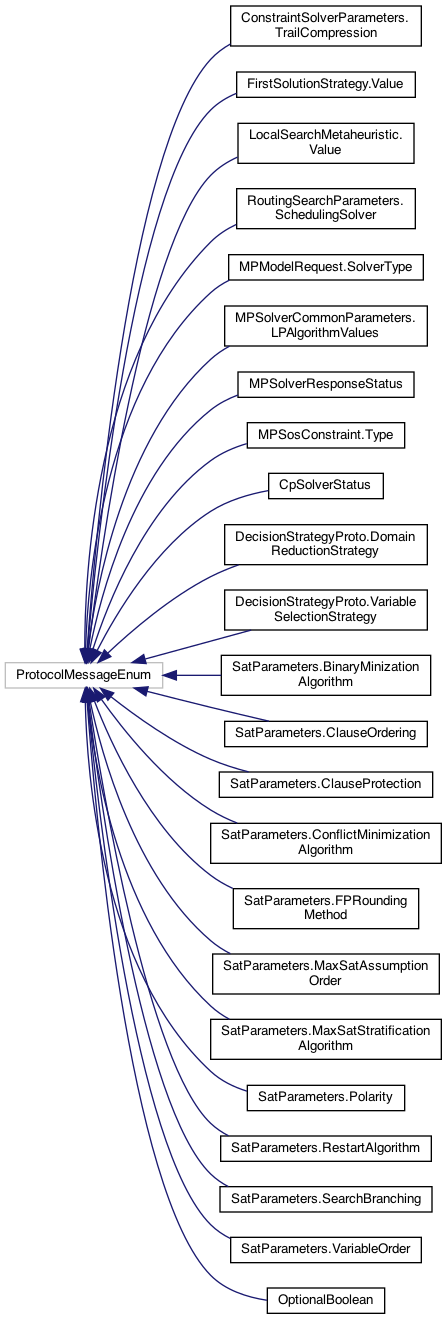 ConstraintSolverParameters.
TrailCompression
FirstSolutionStrategy.Value
LocalSearchMetaheuristic.
Value
RoutingSearchParameters.
SchedulingSolver
MPModelRequest.SolverType
MPSolverCommonParameters.
LPAlgorithmValues
MPSolverResponseStatus
MPSosConstraint.Type
CpSolverStatus
DecisionStrategyProto.Domain
ReductionStrategy
DecisionStrategyProto.Variable
SelectionStrategy
ProtocolMessageEnum
SatParameters.BinaryMinization
Algorithm
SatParameters.ClauseOrdering
SatParameters.ClauseProtection
SatParameters.ConflictMinimization
Algorithm
SatParameters.FPRounding
Method
SatParameters.MaxSatAssumption
Order
SatParameters.MaxSatStratification
Algorithm
SatParameters.Polarity
SatParameters.RestartAlgorithm
SatParameters.SearchBranching
SatParameters.VariableOrder
OptionalBoolean